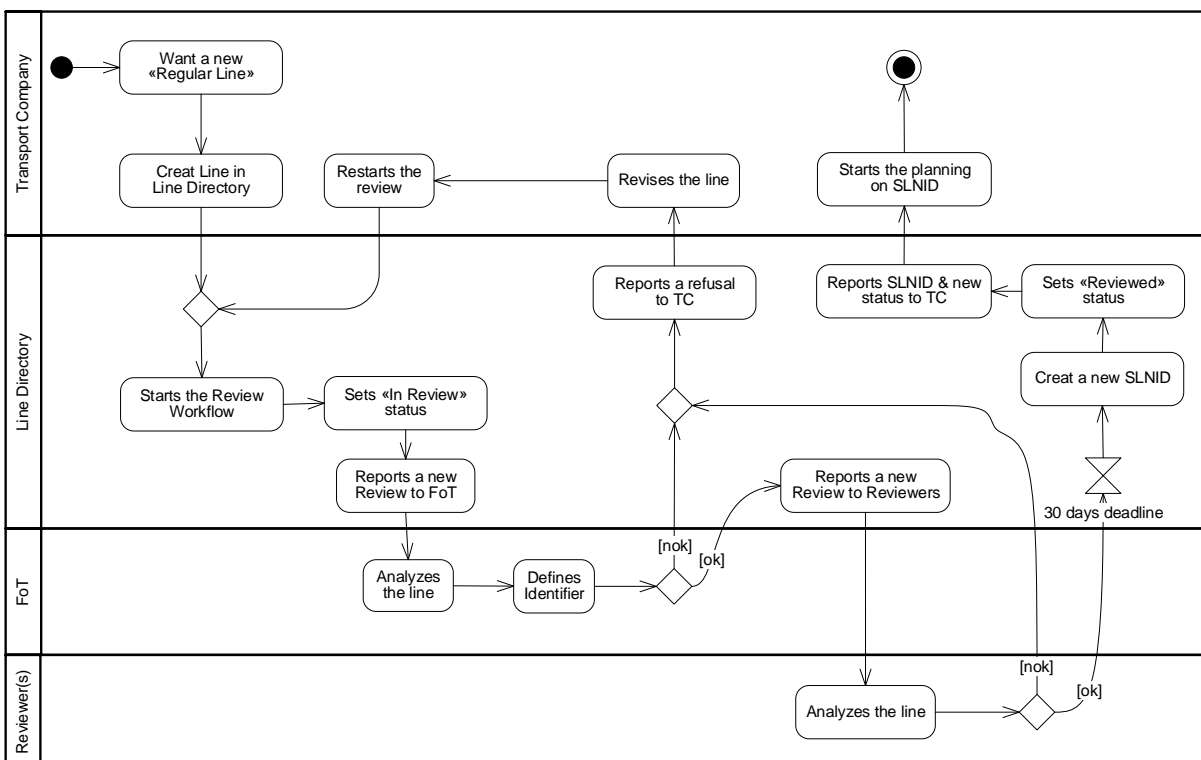 Transport Company
Want a new
«Regular Line»
Creat Line in
Line Directory
Restarts the
review
Revises the line
Starts the planning
on SLNID
Line Directory
Reports a refusal
to TC
Reports SLNID & new
status to TC
Sets «Reviewed»
status
Creat a new SLNID
Starts the Review
Workflow
Sets «In Review»
status
Reports a new
Review to FoT
Reports a new
Review to Reviewers
30 days deadline
FoT
Analyzes
the line
Defines
Identifier
[nok]
[ok]
Reviewer(s)
Analyzes the line
[nok]
[ok]